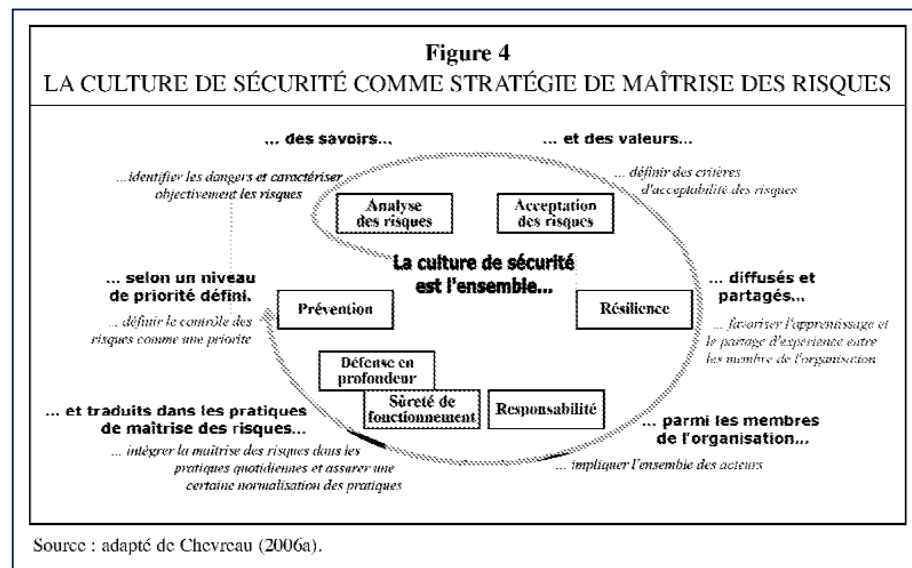 Figure 4
LA CULTURE DE SÉCURITÉ COMME STRATÉGIE DE MAÎTRISE DES RISQUES
... des savoirs...
...identifier les dangers et caractériser
objectivement les risques
... et des valeurs...
... définir des critères
d'acceptabilité des risques
Analyse
des risques
Acceptation
des risques
La culture de sécurité
est l'ensemble...
... selon un niveau
de priorité défini.
... définir le contrôle des
risques comme une priorite
Prévention
Résilience
... diffusés et
partagés...
... favoriser l'apprentissage et
le partage d'expérience entre
les membre de l'organisation
Défense en
profondeur
Sûreté de
fonctionnement
Responsabilité
... et traduits dans les pratiques
de maîtrise des risques...
... intégrer la maîtrise des risques dans les
pratiques quotidiennes et assurer une
certaine normalisation des pratiques
... parmi les membres
de l'organisation...
... impliquer l'ensemble des acteurs
Source : adapté de Chevreau (2006a).